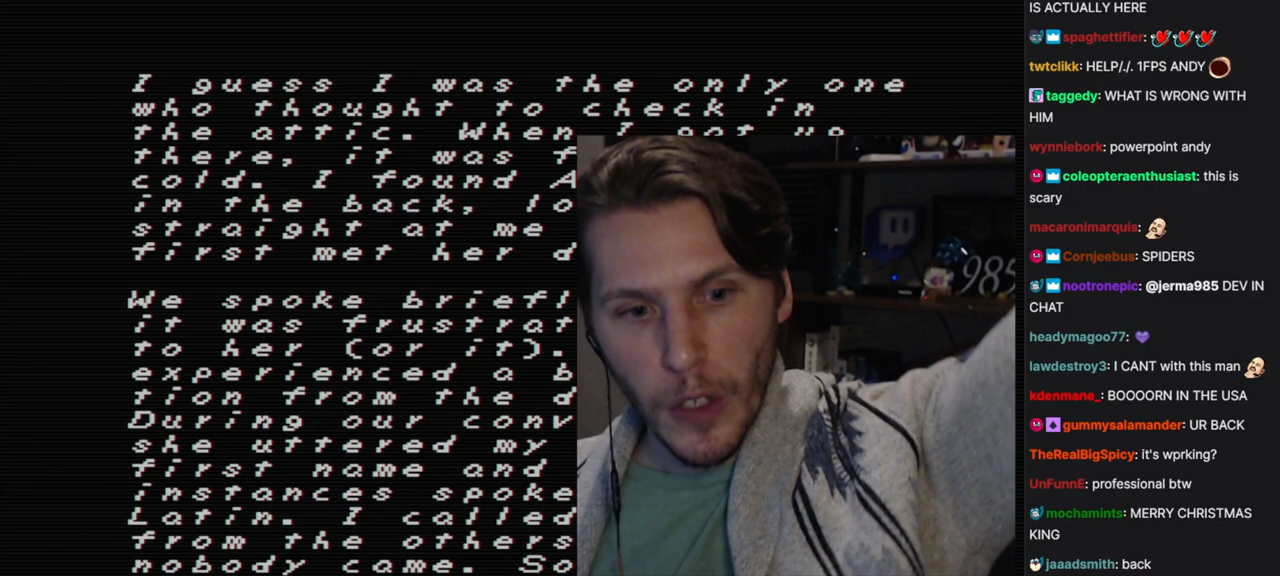 I guess I was the only one
who thought to check in
the attic. When I got up
there, it was
cold. I found
in the back,
straight at me
first met her
We spoke
it was
to her (or it).
experienced a
tion from the
During our
she uttered my
first name and
instances spoke
Latin. I called
from the others
nobody came. So
985
IS ACTUALLY HERE
spaghettifier:
twtclikk: HELP/./. 1FPS ANDY
taggedy: WHAT IS WRONG WITH
HIM
wynniebork: powerpoint andy
coleopteraenthusiast: this is
scary
macaronimarquis:
Cornjeebus: SPIDERS
nootronepic: @jerma985 DEV IN
CHAT
headymagoo77:
lawdestroy3: I CANT with this man
kdenmane_: BOOOORN IN THE USA
gummysalamander: UR BACK
TheRealBigSpicy: it's wprking?
UnFunnE: professional btw
mochamints: MERRY CHRISTMAS
KING
jaaadsmith: back